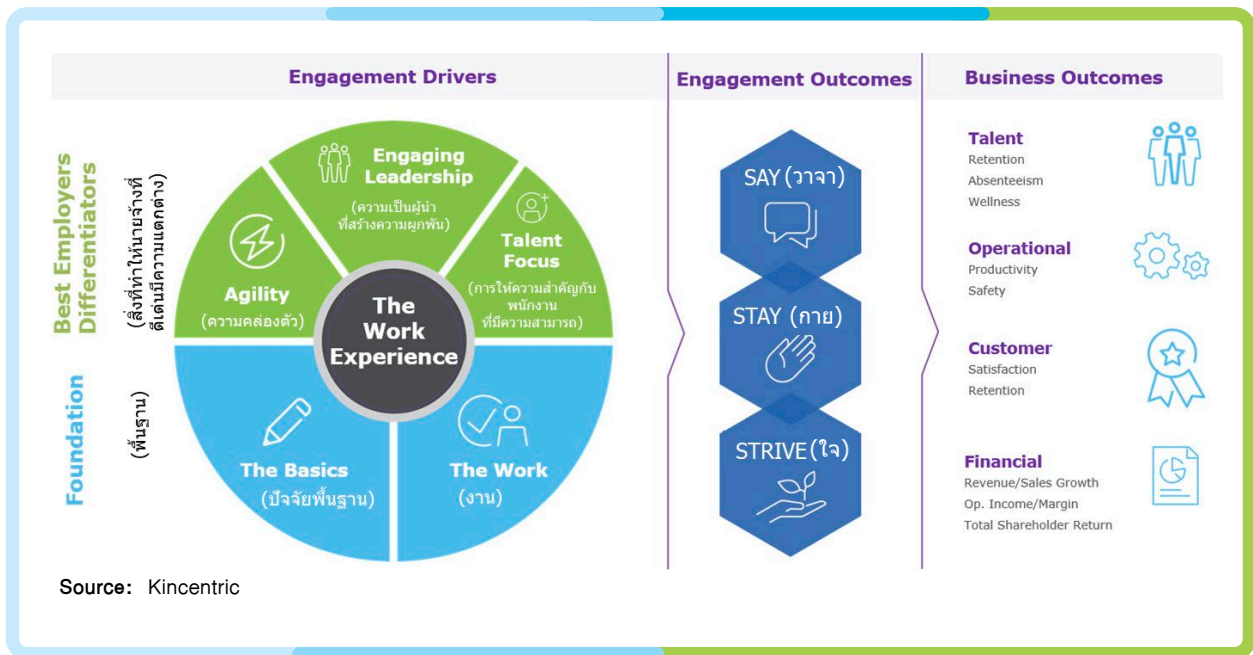 Engagement Drivers
Engagement Outcomes
Business Outcomes
Best Employers
Differentiators
(สิ่งที่ทำให้นายจ้างที่
ดีเด่นมีความแตกต่าง)
Foundation
(พื้นฐาน)
Engaging
Leadership
(ความเป็นผู้นำ
ที่สร้างความผูกพัน)
Agility
(ความคล่องตัว)
Talent
Focus
(การให้ความสำคัญกับ
พนักงาน
ที่มีความสามารถ)
The
Work
Experience
The Basics
(ปัจจัยพื้นฐาน)
The Work
(งาน)
SAY (วาจา)
STAY (กาย)
STRIVE (ใจ)
Talent
Retention
Absenteeism
Wellness
Operational
Productivity
Safety
Customer
Satisfaction
Retention
Financial
Revenue/Sales Growth
Op. Income/Margin
Total Shareholder Return
Source: Kincentric